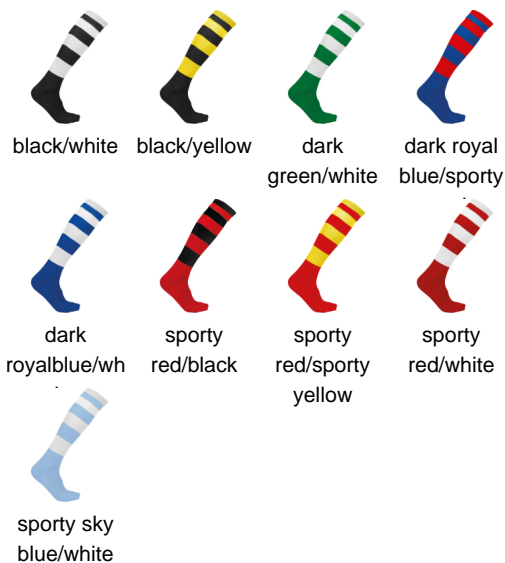 black/white
black/yellow
dark
green/white
dark royal
blue/sporty
dark
royalblue/wh
sporty
red/black
sporty
red/sporty
yellow
sporty
red/white
sporty sky
blue/white